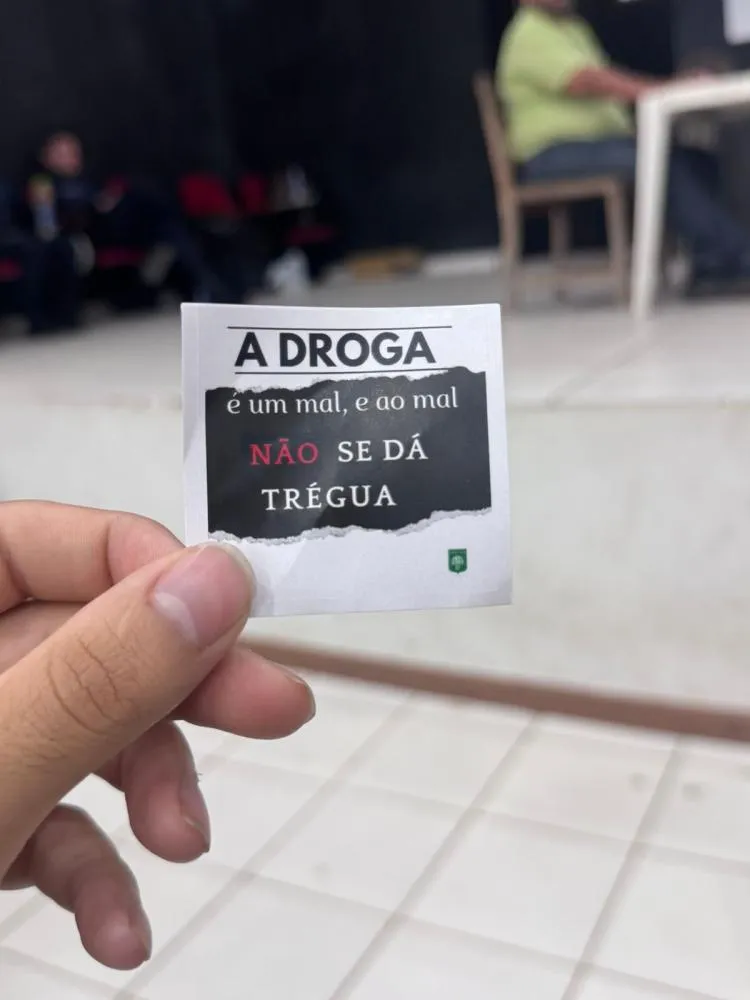 A DROGA
é um mal, e ao mal
NÃO SE DÁ
TRÉGUA